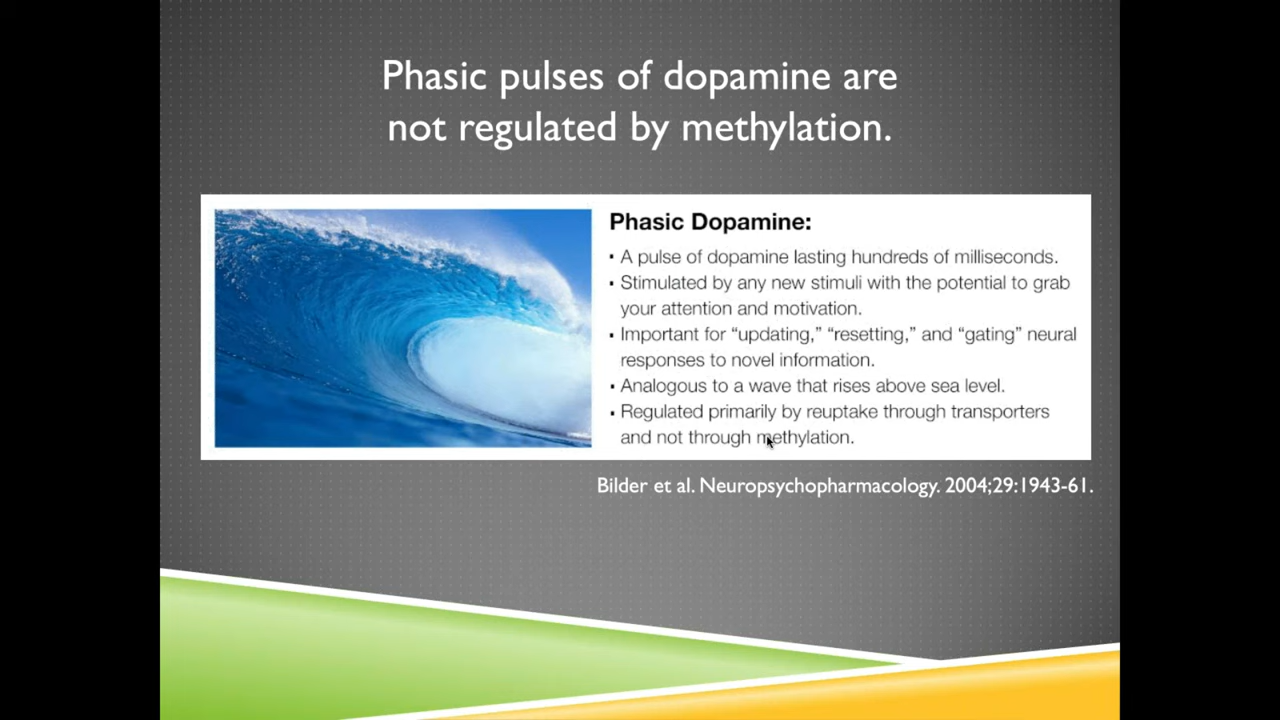 Phasic pulses of dopamine are
not regulated by methylation.
Phasic Dopamine:
▪ A pulse of dopamine lasting hundreds of milliseconds.
▪ Stimulated by any new stimuli with the potential to grab
your attention and motivation.
▪ Important for “updating,” “resetting,” and “gating” neural
responses to novel information.
▪ Analogous to a wave that rises above sea level.
▪ Regulated primarily by reuptake through transporters
and not through methylation.
Bilder et al. Neuropsychopharmacology. 2004;29:1943-61.